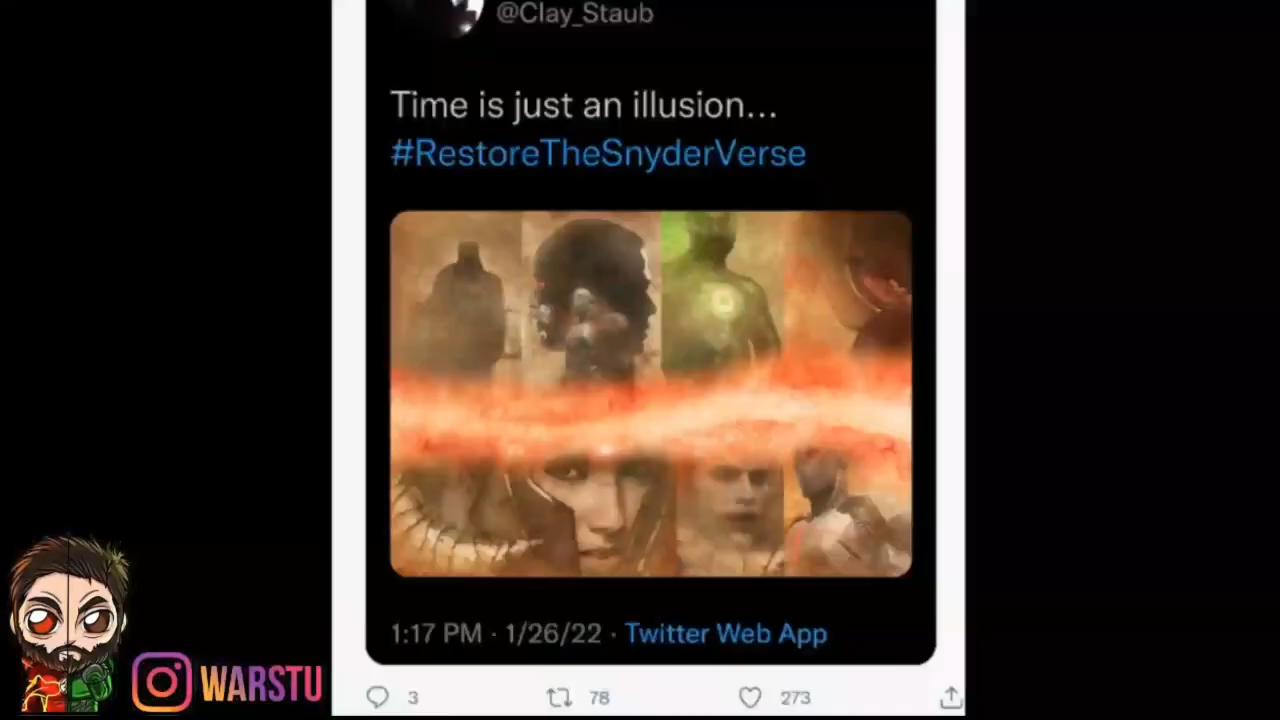 @Clay_Staub
Time is just an illusion...
#RestoreTheSnyderVerse
1:17 PM · 1/26/22 · Twitter Web App
3 78 273
WARSTU